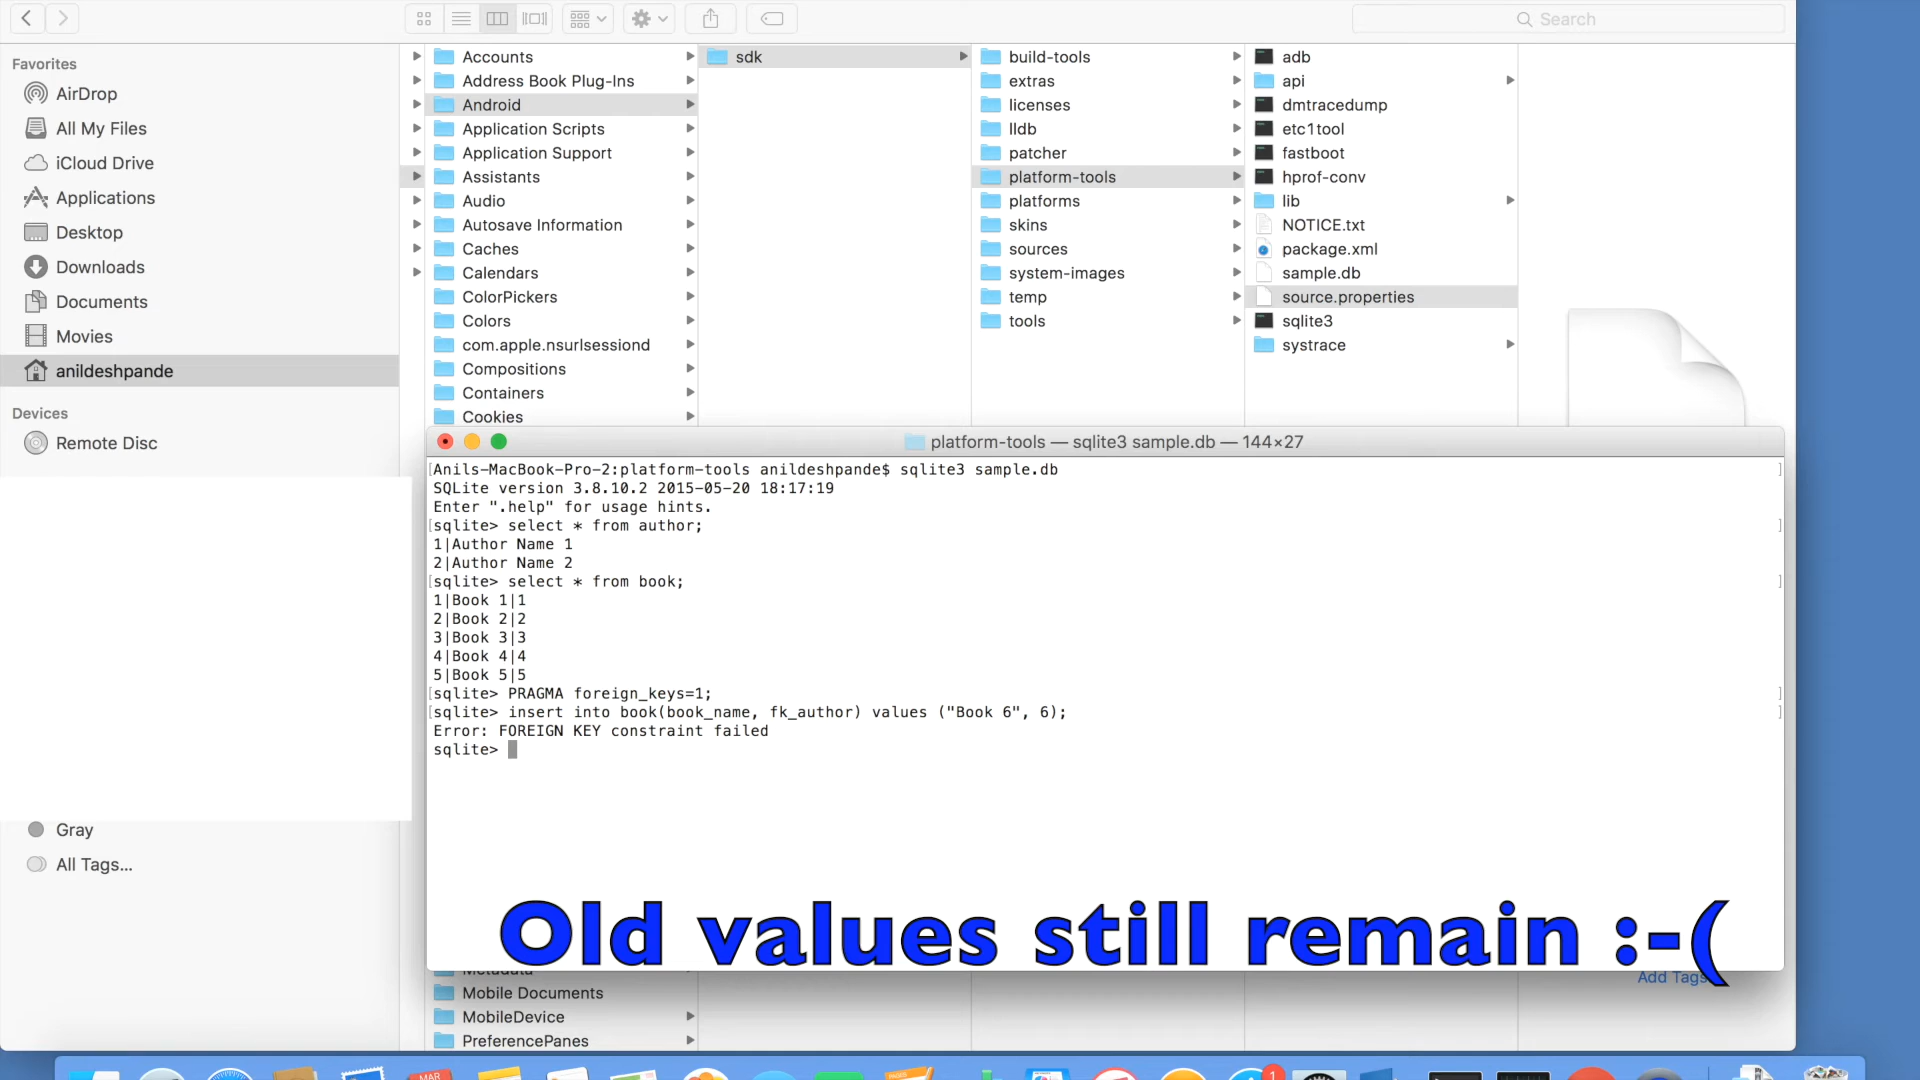 Search
Favorites
AirDrop
All My Files
iCloud Drive
Applications
Desktop
Downloads
Documents
Movies
anildeshpande
Devices
Remote Disc
Gray
All Tags...
Accounts
Address Book Plug-Ins
Android
Application Scripts
Application Support
Assistants
Audio
Autosave Information
Caches
Calendars
ColorPickers
Colors
com.apple.nsurlsessiond
Compositions
Containers
Cookies
sdk
build-tools
extras
licenses
lldb
patcher
platform-tools
platforms
skins
sources
system-images
temp
tools
adb
api
dmtracedump
etc1tool
fastboot
hprof-conv
lib
NOTICE.txt
package.xml
sample.db
source.properties
sqlite3
systrace
platform-tools — sqlite3 sample.db — 144×27
Anils-MacBook-Pro-2:platform-tools anildeshpande$ sqlite3 sample.db
SQLite version 3.8.10.2 2015-05-20 18:17:19
Enter ".help" for usage hints.
sqlite> select * from author;
1|Author Name 1
2|Author Name 2
sqlite> select * from book;
1|Book 1|1
2|Book 2|2
3|Book 3|3
4|Book 4|4
5|Book 5|5
sqlite> PRAGMA foreign_keys=1;
sqlite> insert into book(book_name, fk_author) values ("Book 6", 6);
Error: FOREIGN KEY constraint failed
sqlite>
Old values still remain :-(
Metadata
Add Tags
Mobile Documents
MobileDevice
PreferencePanes
MAR
PAGES
1